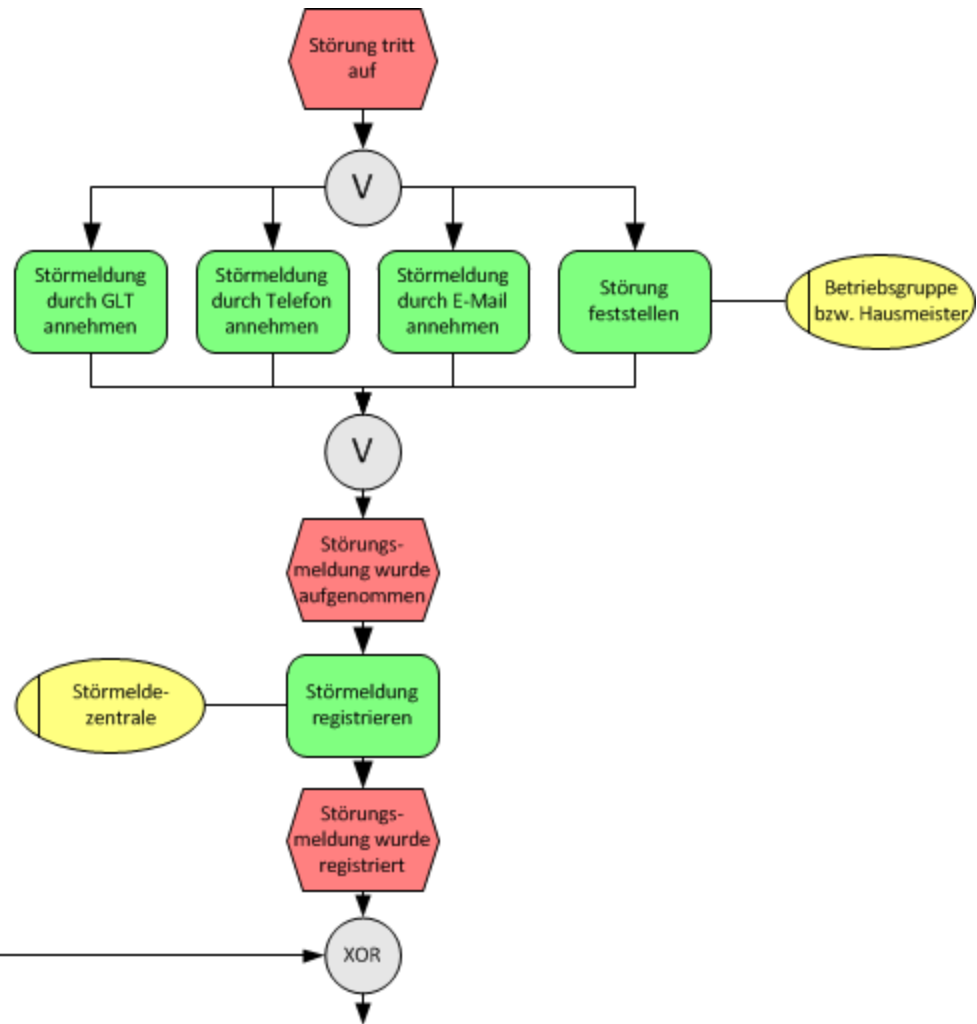 Störung tritt
auf
V
Störmeldung
durch GLT
annehmen
Störmeldung
durch Telefon
annehmen
Störmeldung
durch E-Mail
annehmen
Störung
feststellen
Betriebsgruppe
bzw. Hausmeister
V
Störungs-
meldung wurde
aufgenommen
Störmelde-
zentrale
Störmeldung
registrieren
Störungs-
meldung wurde
registriert
XOR